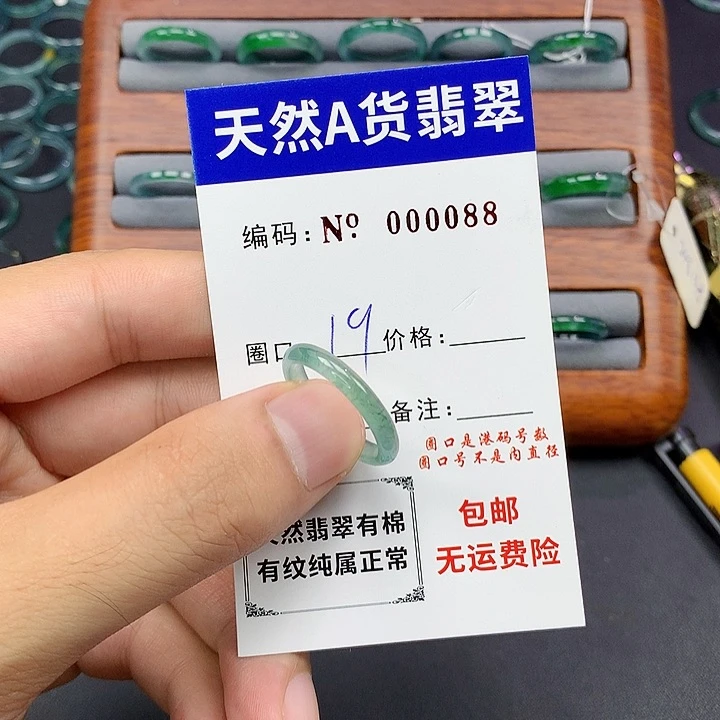 天然A货翡翠
编码: Nº. 000088
圈口 19 价格:
备注:
圈口是港码号数
圈口号不是内直径
然翡翠有棉
有纹纯属正常
包邮
无运费险